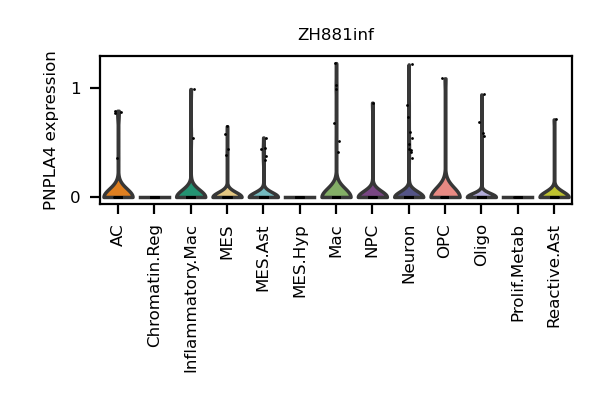 ZH881inf
PNPLA4 expression
1
0
AC
Chromatin.Reg
Inflammatory.Mac
MES
MES.Ast
MES.Hyp
Mac
NPC
Neuron
OPC
Oligo
Prolif.Metab
Reactive.Ast